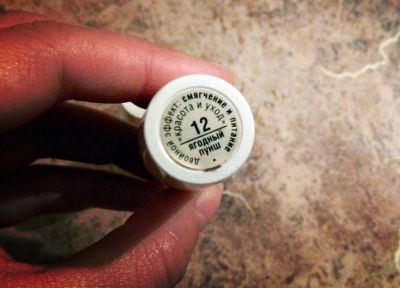 двойной эффект: смягчение и питание
"красота и уход"
12
ягодный
пунш